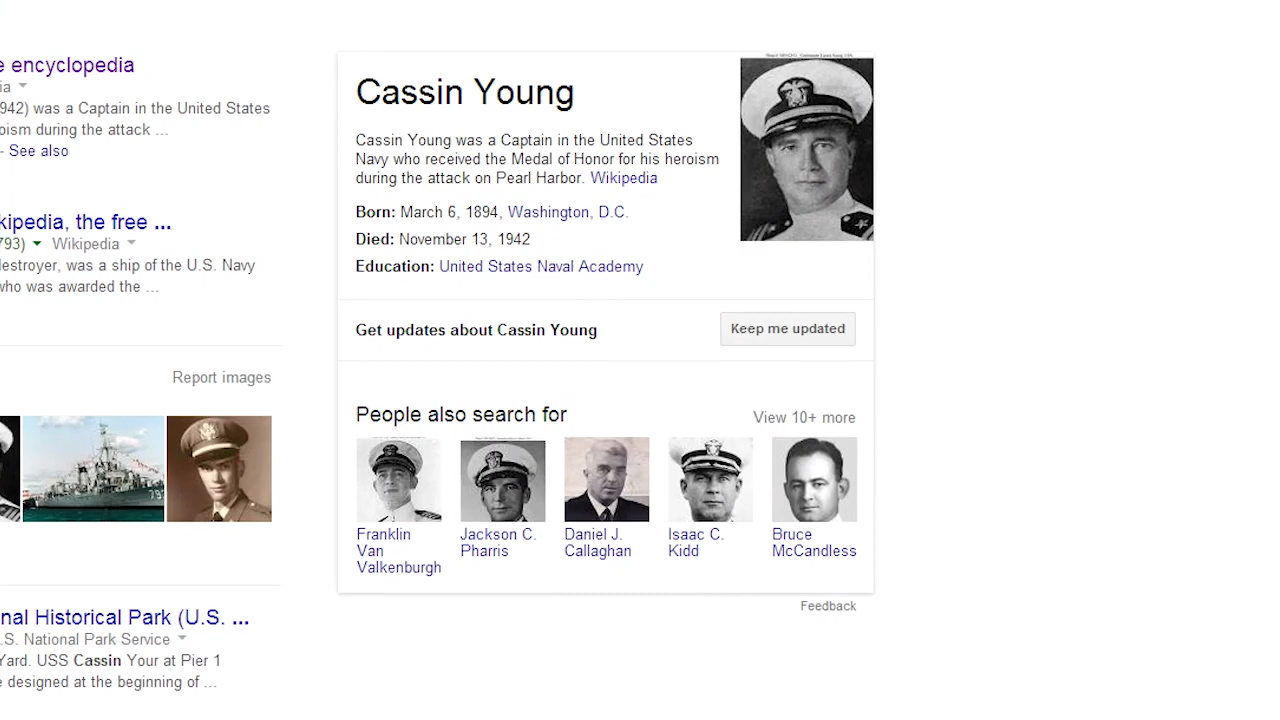 e encyclopedia
ia
942) was a Captain in the United States
oism during the attack ...
- See also
kipedia, the free ...
793) Wikipedia
destroyer, was a ship of the U.S. Navy
who was awarded the ...
Report images
793
nal Historical Park (U.S. ...
.S. National Park Service
Yard. USS Cassin Your at Pier 1
e designed at the beginning of ...
Cassin Young
Cassin Young was a Captain in the United States
Navy who received the Medal of Honor for his heroism
during the attack on Pearl Harbor. Wikipedia
Born: March 6, 1894, Washington, D.C.
Died: November 13, 1942
Education: United States Naval Academy
Get updates about Cassin Young
Keep me updated
People also search for
View 10+ more
Franklin
Van
Valkenburgh
Jackson C.
Pharris
Daniel J.
Callaghan
Isaac C.
Kidd
Bruce
McCandless
Feedback